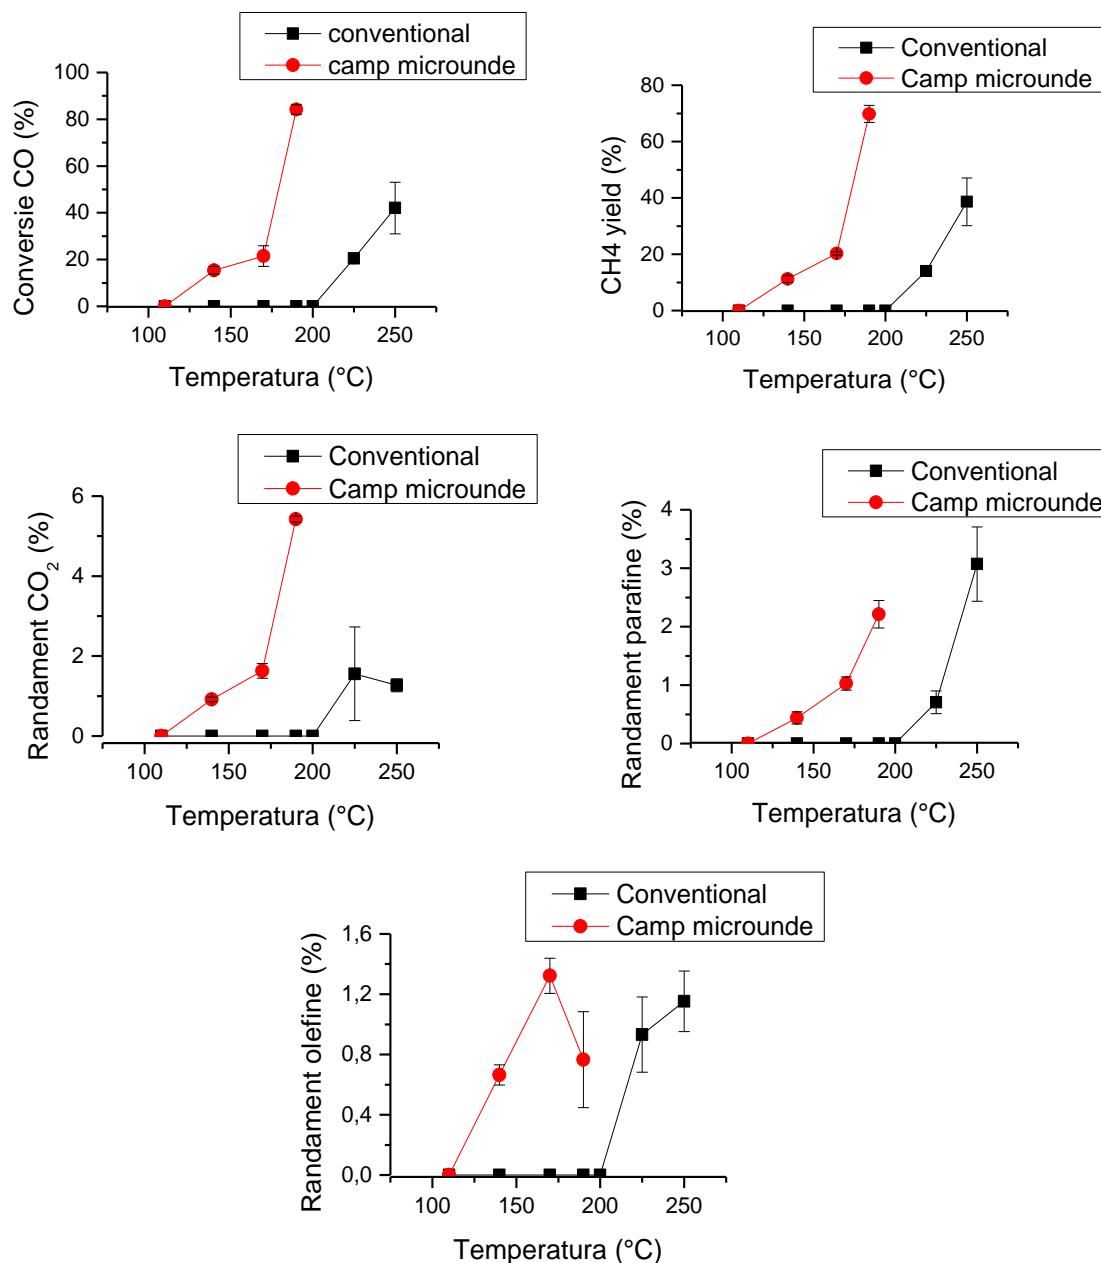 conventional
camp microunde
Conversie CO (%)
100
80
60
40
20
0
100 150 200 250
Temperatura (°C)
Conventional
Camp microunde
CH4 yield (%)
80
60
40
20
0
100 150 200 250
Temperatura (°C)
Conventional
Camp microunde
Randament CO₂ (%)
6
4
2
0
100 150 200 250
Temperatura (°C)
Conventional
Camp microunde
Randament parafine (%)
4
3
2
1
0
100 150 200 250
Temperatura (°C)
Conventional
Camp microunde
Randament olefine (%)
1,6
1,2
0,8
0,4
0,0
100 150 200 250
Temperatura (°C)